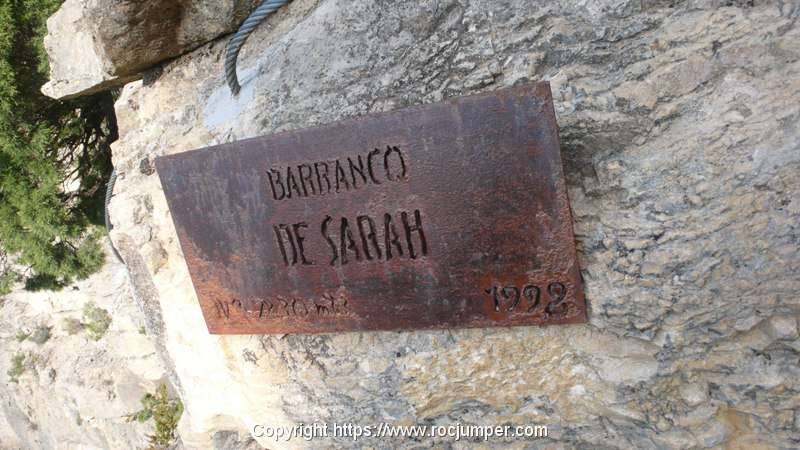 BARRANCO
DE SARAH
1992
Copyright https://www.rocjumper.com